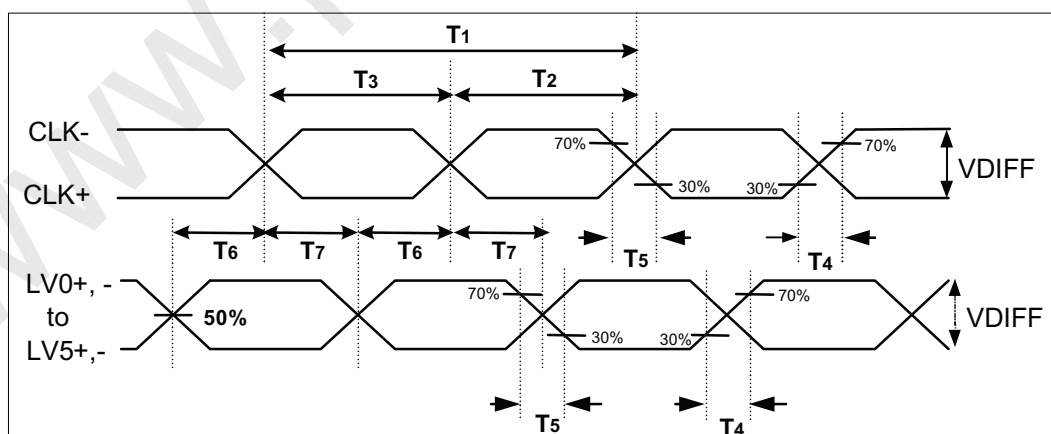 T1
T3 T2
CLK-
70% 70%
VDIFF
30% 30%
CLK+
T6 T7 T6 T7
T5 T4
LV0+, -
70% 70%
to 50% VDIFF
30% 30%
LV5+,-
T5 T4